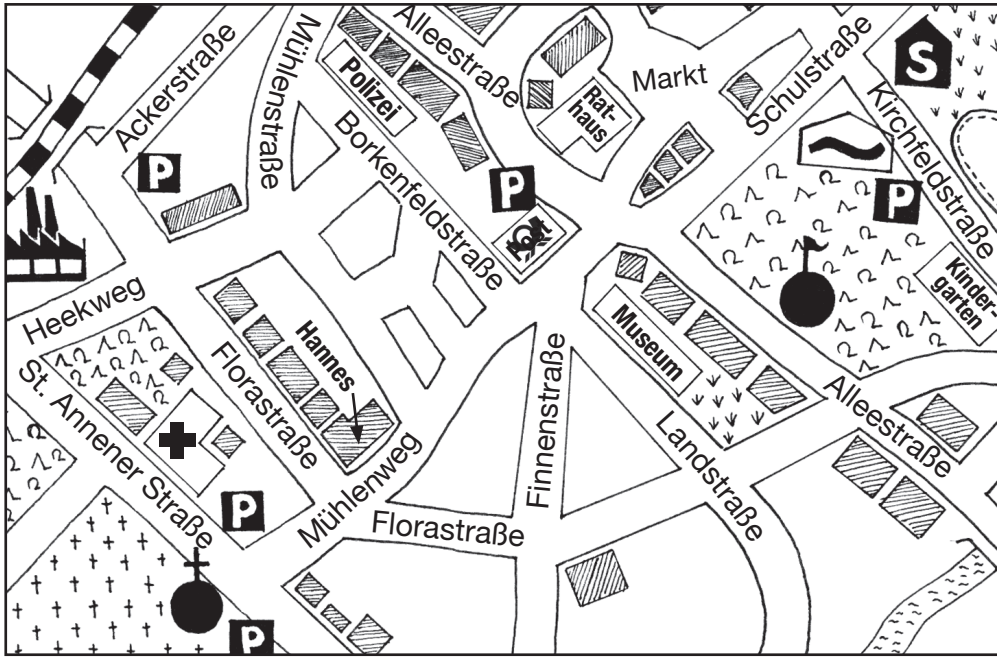 Ackerstraße
Mühlenstraße
Alleestraße
Polizei
Borkenfeldstraße
P
Rat-
haus
Markt
Schulstraße
S
Kirchfeldstraße
P
P
Kinder-
garten
Heekweg
Hannes
Florastraße
Museum
Finnenstraße
Alleestraße
Landstraße
St. Annener Straße
P
Mühlenweg
Florastraße
P